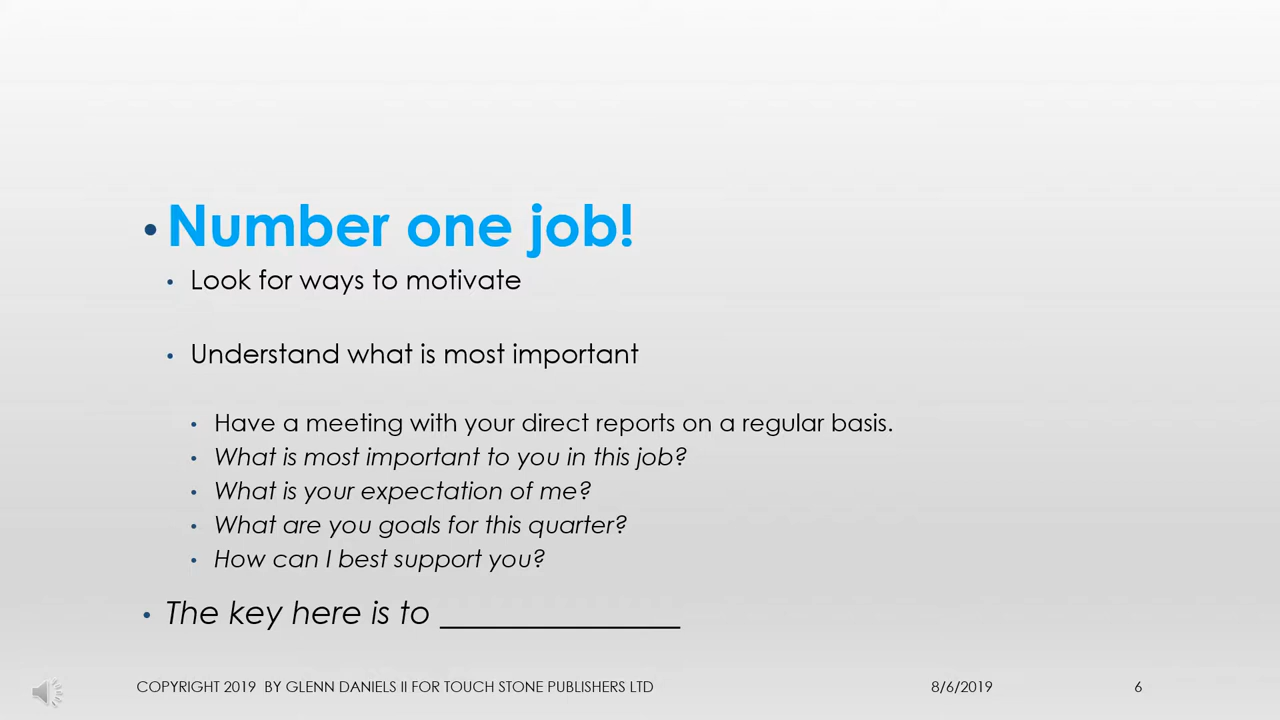 • Number one job!
• Look for ways to motivate
• Understand what is most important
• Have a meeting with your direct reports on a regular basis.
• What is most important to you in this job?
• What is your expectation of me?
• What are you goals for this quarter?
• How can I best support you?
• The key here is to _______________
COPYRIGHT 2019 BY GLENN DANIELS II FOR TOUCH STONE PUBLISHERS LTD 8/6/2019 6